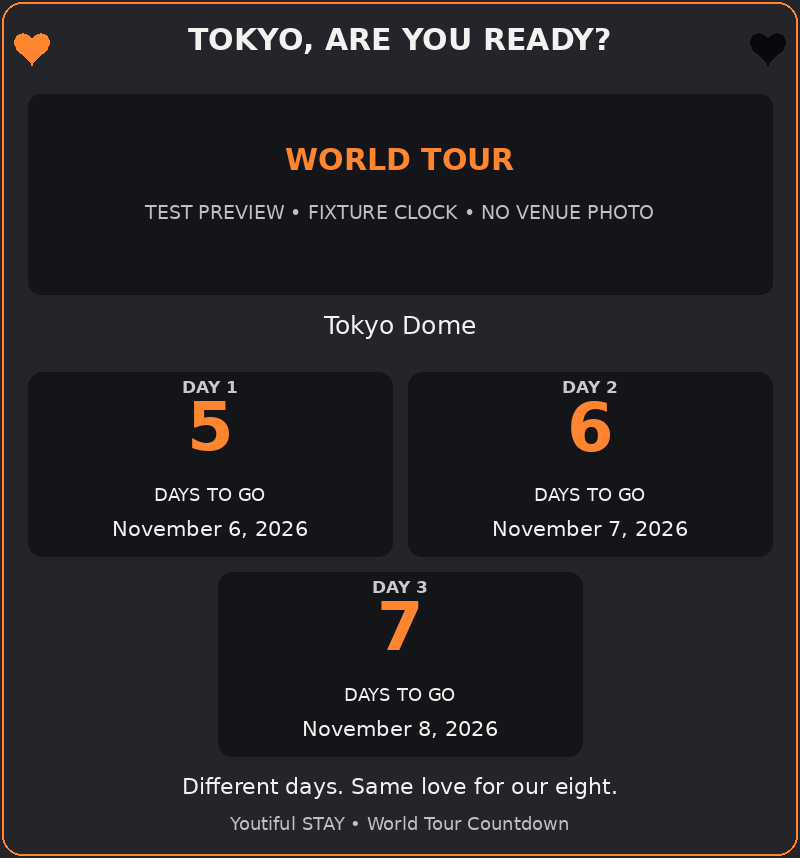 TOKYO, ARE YOU READY?
WORLD TOUR
TEST PREVIEW • FIXTURE CLOCK • NO VENUE PHOTO
Tokyo Dome
DAY 1
5
DAYS TO GO
November 6, 2026
DAY 2
6
DAYS TO GO
November 7, 2026
DAY 3
7
DAYS TO GO
November 8, 2026
Different days. Same love for our eight.
Youtiful STAY • World Tour Countdown